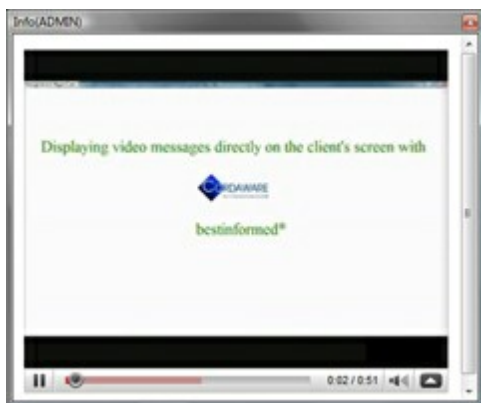 Info(ADMIN)
Displaying video messages directly on the client's screen with
CORDAWARE
bestinformed®
0:02 / 0:51